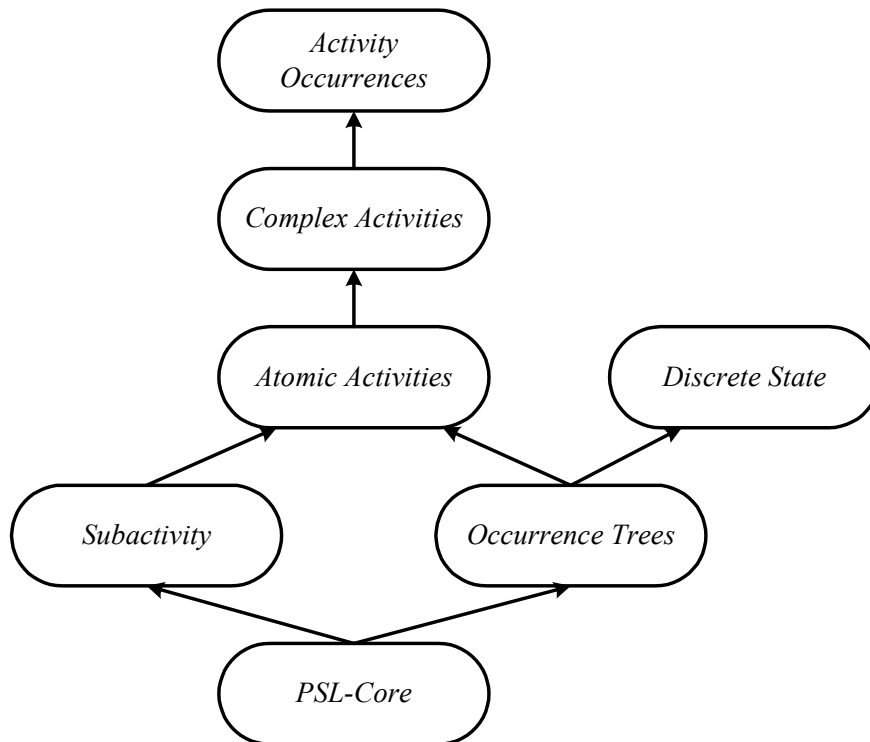 Activity
Occurrences
Complex Activities
Atomic Activities
Discrete State
Subactivity
Occurrence Trees
PSL-Core